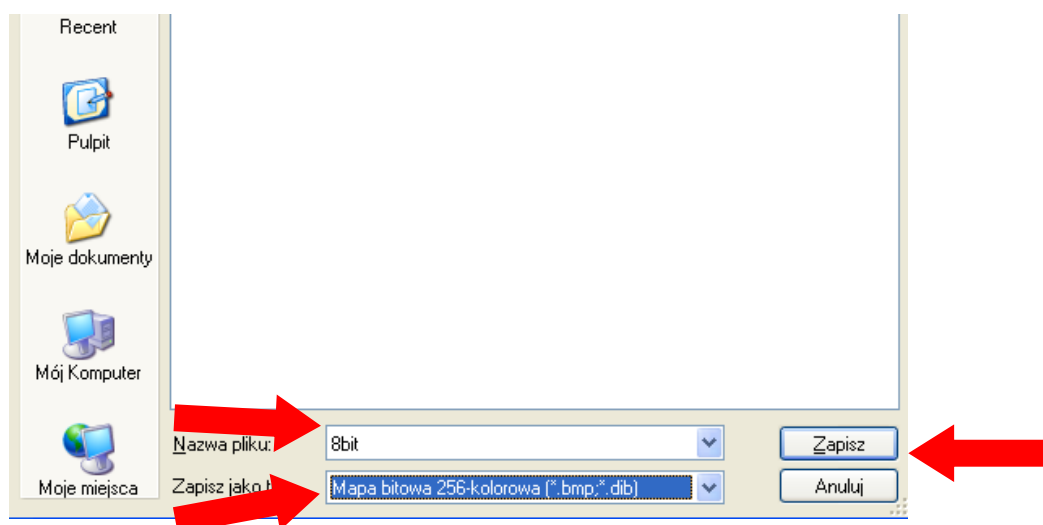 Recent
Pulpit
Moje dokumenty
Mój Komputer
Moje miejsca
Nazwa pliku: 8bit Zapisz
Zapisz jako Mapa bitowa 256-kolorowa (*.bmp;*.dib) Anuluj